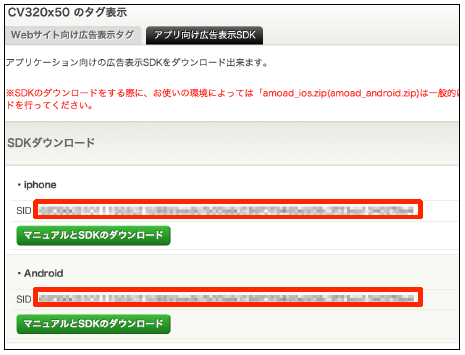 CV320x50 のタグ表示
Webサイト向け広告表示タグ
アプリ向け広告表示SDK
アプリケーション向けの広告表示SDKをダウンロード出来ます。
※SDKのダウンロードをする際に、お使いの環境によっては「amoad_ios.zip(amoad_android.zip)は一般的に
ドを行ってください。
SDKダウンロード
・iphone
SID
マニュアルとSDKのダウンロード
・Android
SID
マニュアルとSDKのダウンロード